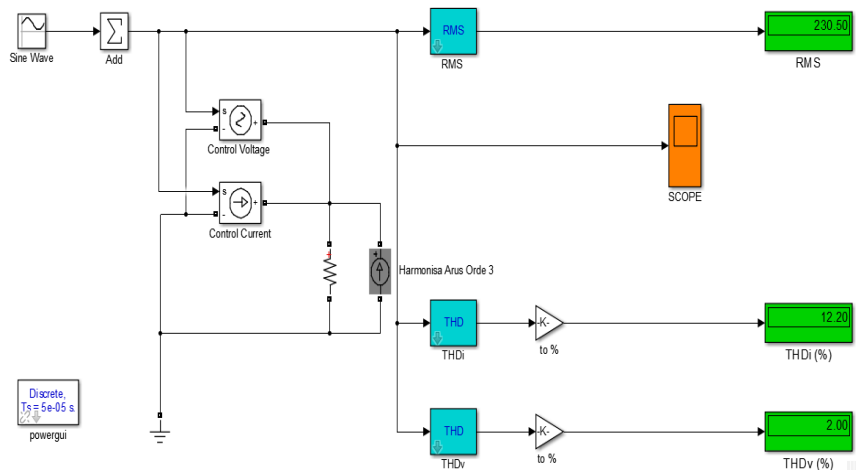 Sine Wave
Add
RMS
RMS
230.50
RMS
s
-
+
Control Voltage
SCOPE
s
-
+
Control Current
+
+
Harmonisa Arus Orde 3
THD
THDi
-K-
to %
12.20
THDi (%)
Discrete,
Ts = 5e-05 s.
powergui
THD
THDv
-K-
to %
2.00
THDv (%)